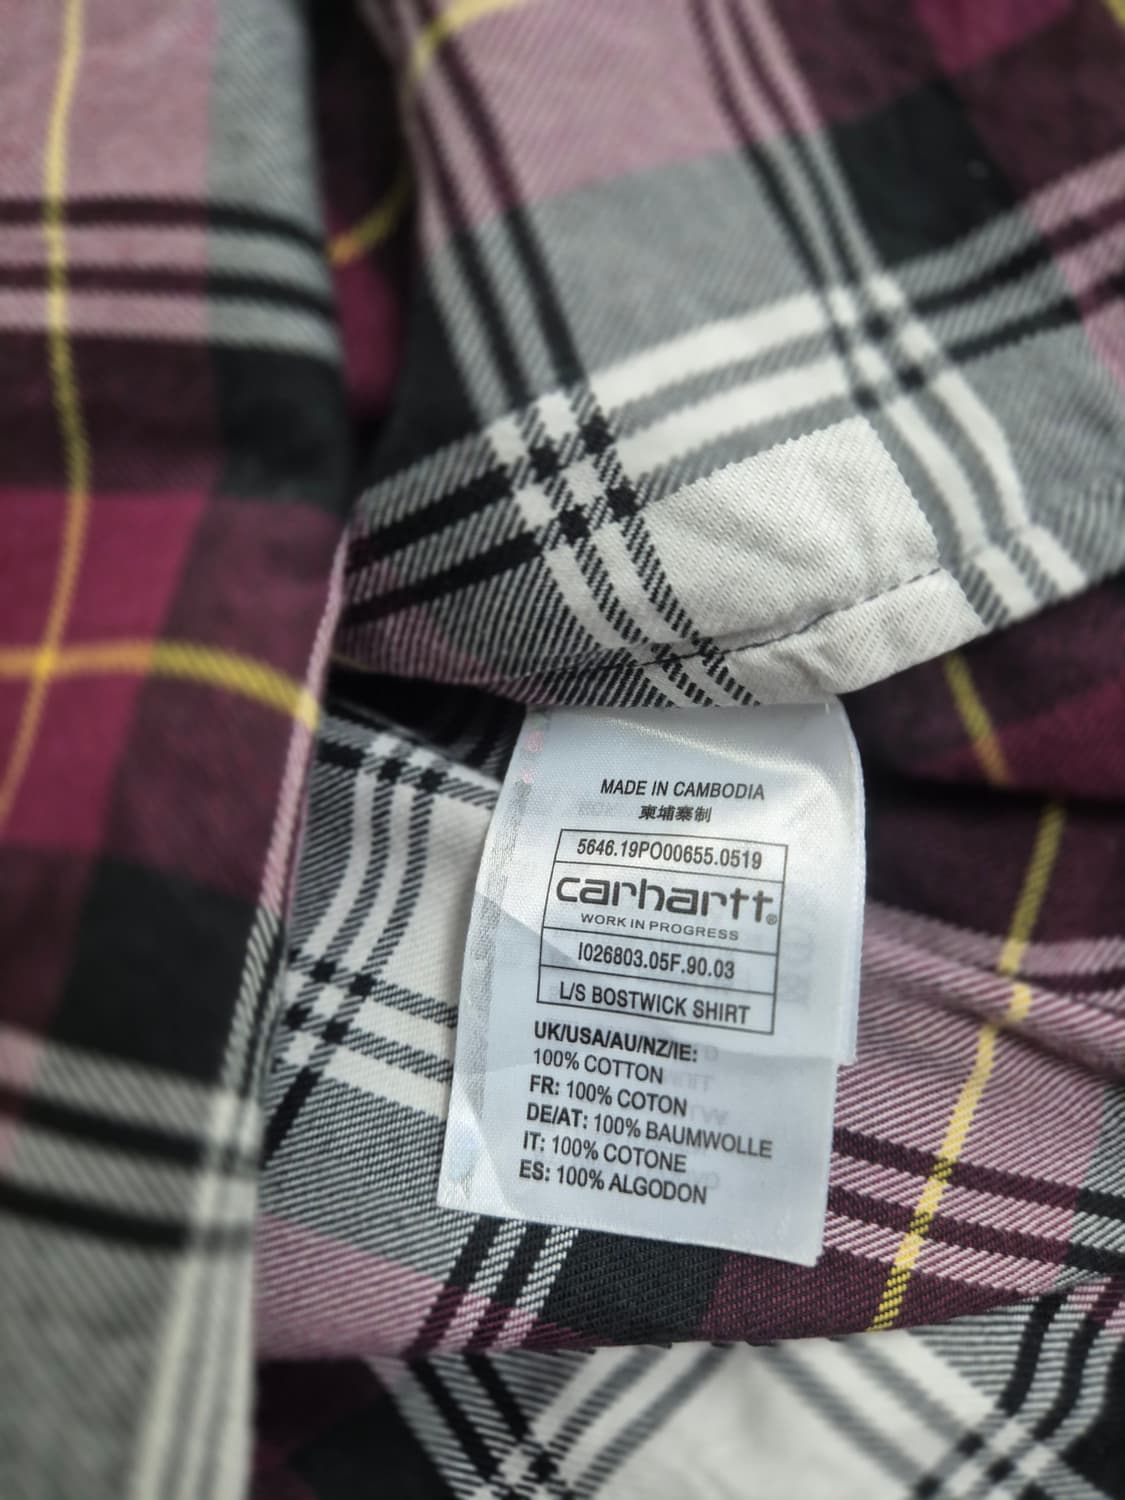 MADE IN CAMBODIA
柬埔寨制
5646.19PO00655.0519
carhartt®
WORK IN PROGRESS
I026803.05F.90.03
L/S BOSTWICK SHIRT
UK/USA/AU/NZ/IE:
100% COTTON
FR: 100% COTON
DE/AT: 100% BAUMWOLLE
IT: 100% COTONE
ES: 100% ALGODON